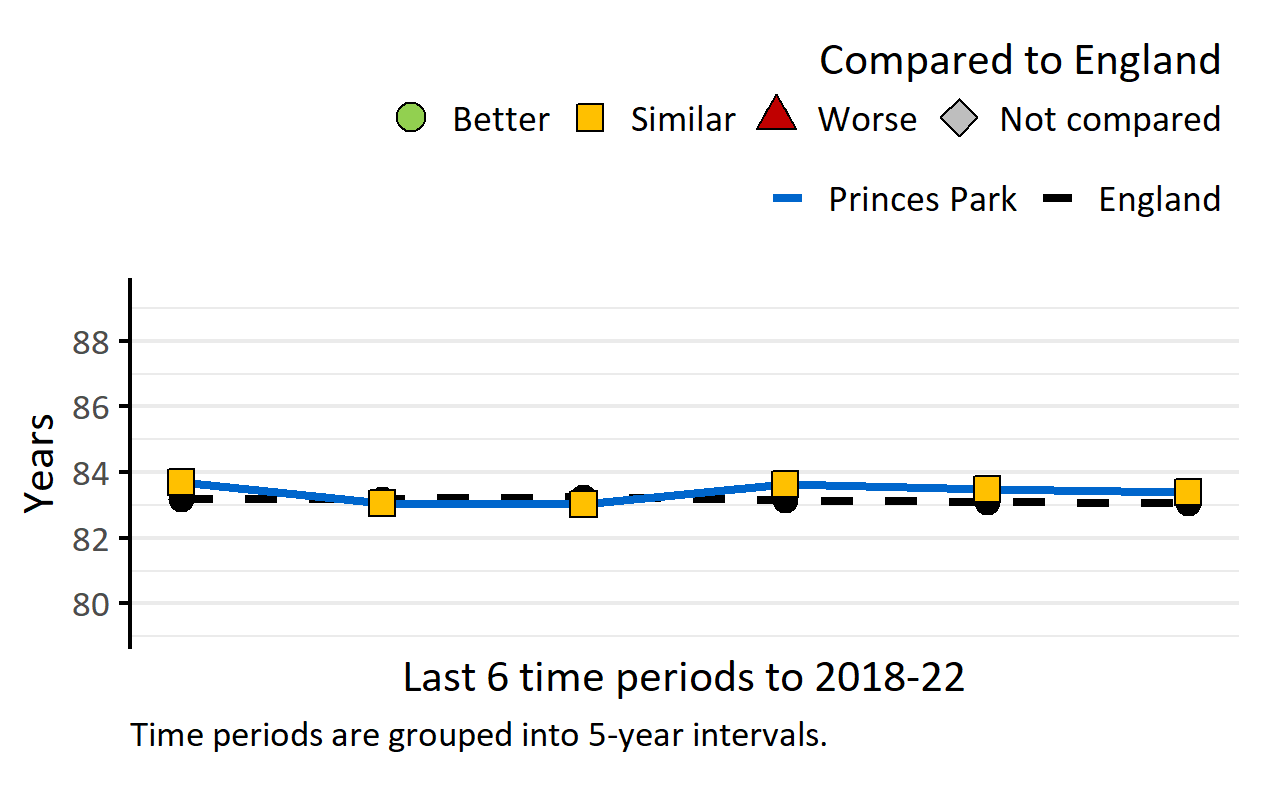 Compared to England
Better Similar Worse Not compared
Princes Park England
Years
88
86
84
82
80
Last 6 time periods to 2018-22
Time periods are grouped into 5-year intervals.